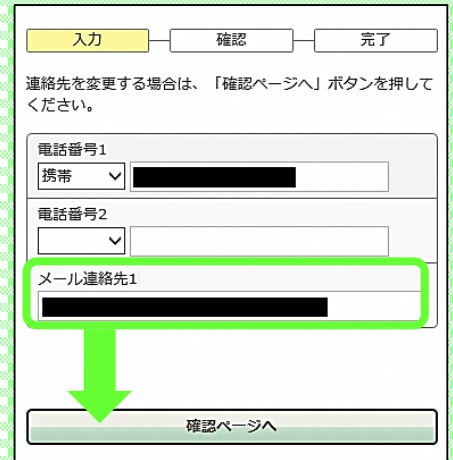 入力
確認
完了
連絡先を変更する場合は、「確認ページへ」ボタンを押して
ください。
電話番号1
携帯
電話番号2
メール連絡先1
確認ページへ